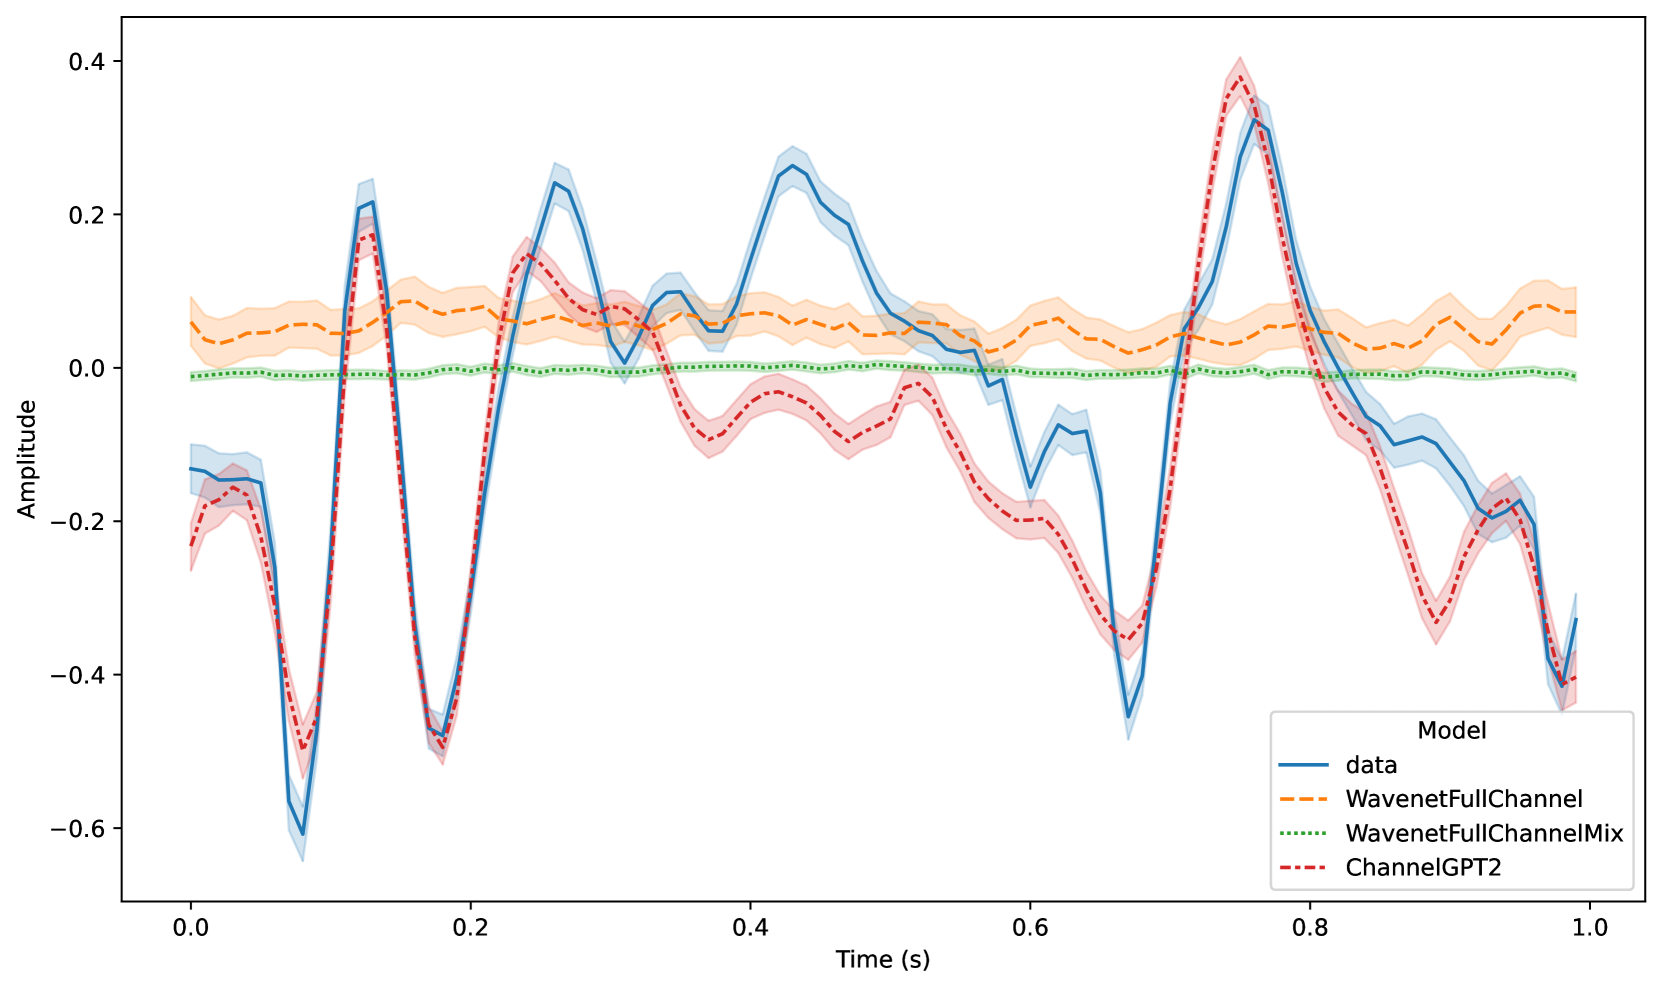 0.4
0.2
0.0
−0.2
−0.4
−0.6
Amplitude
0.0
0.2
0.4
0.6
0.8
1.0
Time (s)
Model
data
WavenetFullChannel
WavenetFullChannelMix
ChannelGPT2